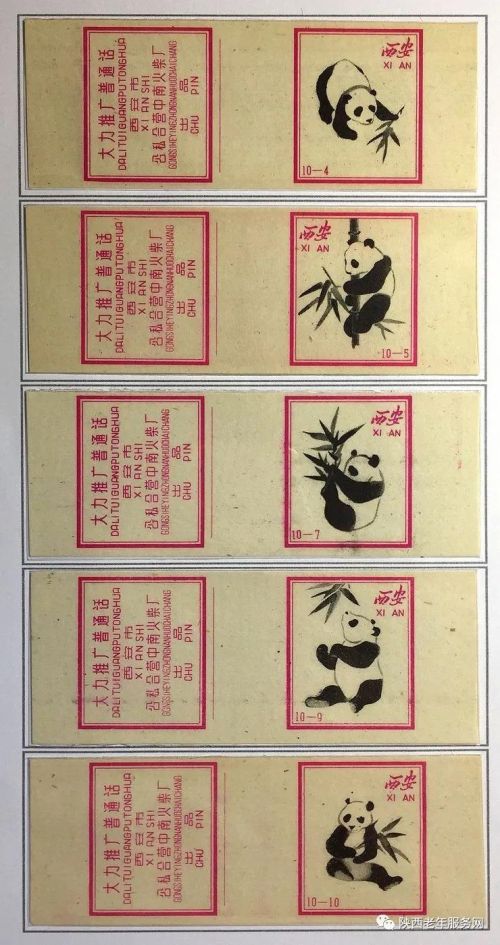 大力推广普通话
DALITUIGUANGPUTONGHUA
西安市
XI AN SHI
公私合营中南火柴厂
GONGSIHEYINGZHONGNANHUOCHAICHANG
出品
CHU PIN
西安
XI AN
10-4
大力推广普通话
DALITUIGUANGPUTONGHUA
西安市
XI AN SHI
公私合营中南火柴厂
GONGSIHEYINGZHONGNANHUOCHAICHANG
出品
CHU PIN
西安
XI AN
10-5
大力推广普通话
DALITUIGUANGPUTONGHUA
西安市
XI AN SHI
公私合营中南火柴厂
GONGSIHEYINGZHONGNANHUOCHAICHANG
出品
CHU PIN
西安
XI AN
10-7
大力推广普通话
DALITUIGUANGPUTONGHUA
西安市
XI AN SHI
公私合营中南火柴厂
GONGSIHEYINGZHONGNANHUOCHAICHANG
出品
CHU PIN
西安
XI AN
10-9
大力推广普通话
DALITUIGUANGPUTONGHUA
西安市
XI AN SHI
公私合营中南火柴厂
GONGSIHEYINGZHONGNANHUOCHAICHANG
出品
CHU PIN
西安
XI AN
10-10
陕西老年服务网